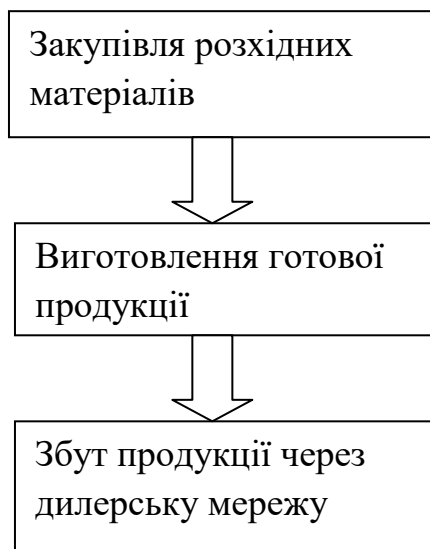 Закупівля розхідних
матеріалів
Виготовлення готової
продукції
Збут продукції через
дилерську мережу